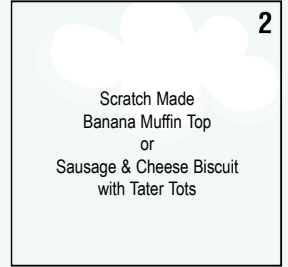 2
Scratch Made
Banana Muffin Top
or
Sausage & Cheese Biscuit
with Tater Tots